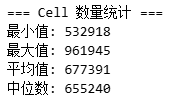 === Cell 数量统计 ===
最小值: 532918
最大值: 961945
平均值: 677391
中位数: 655240